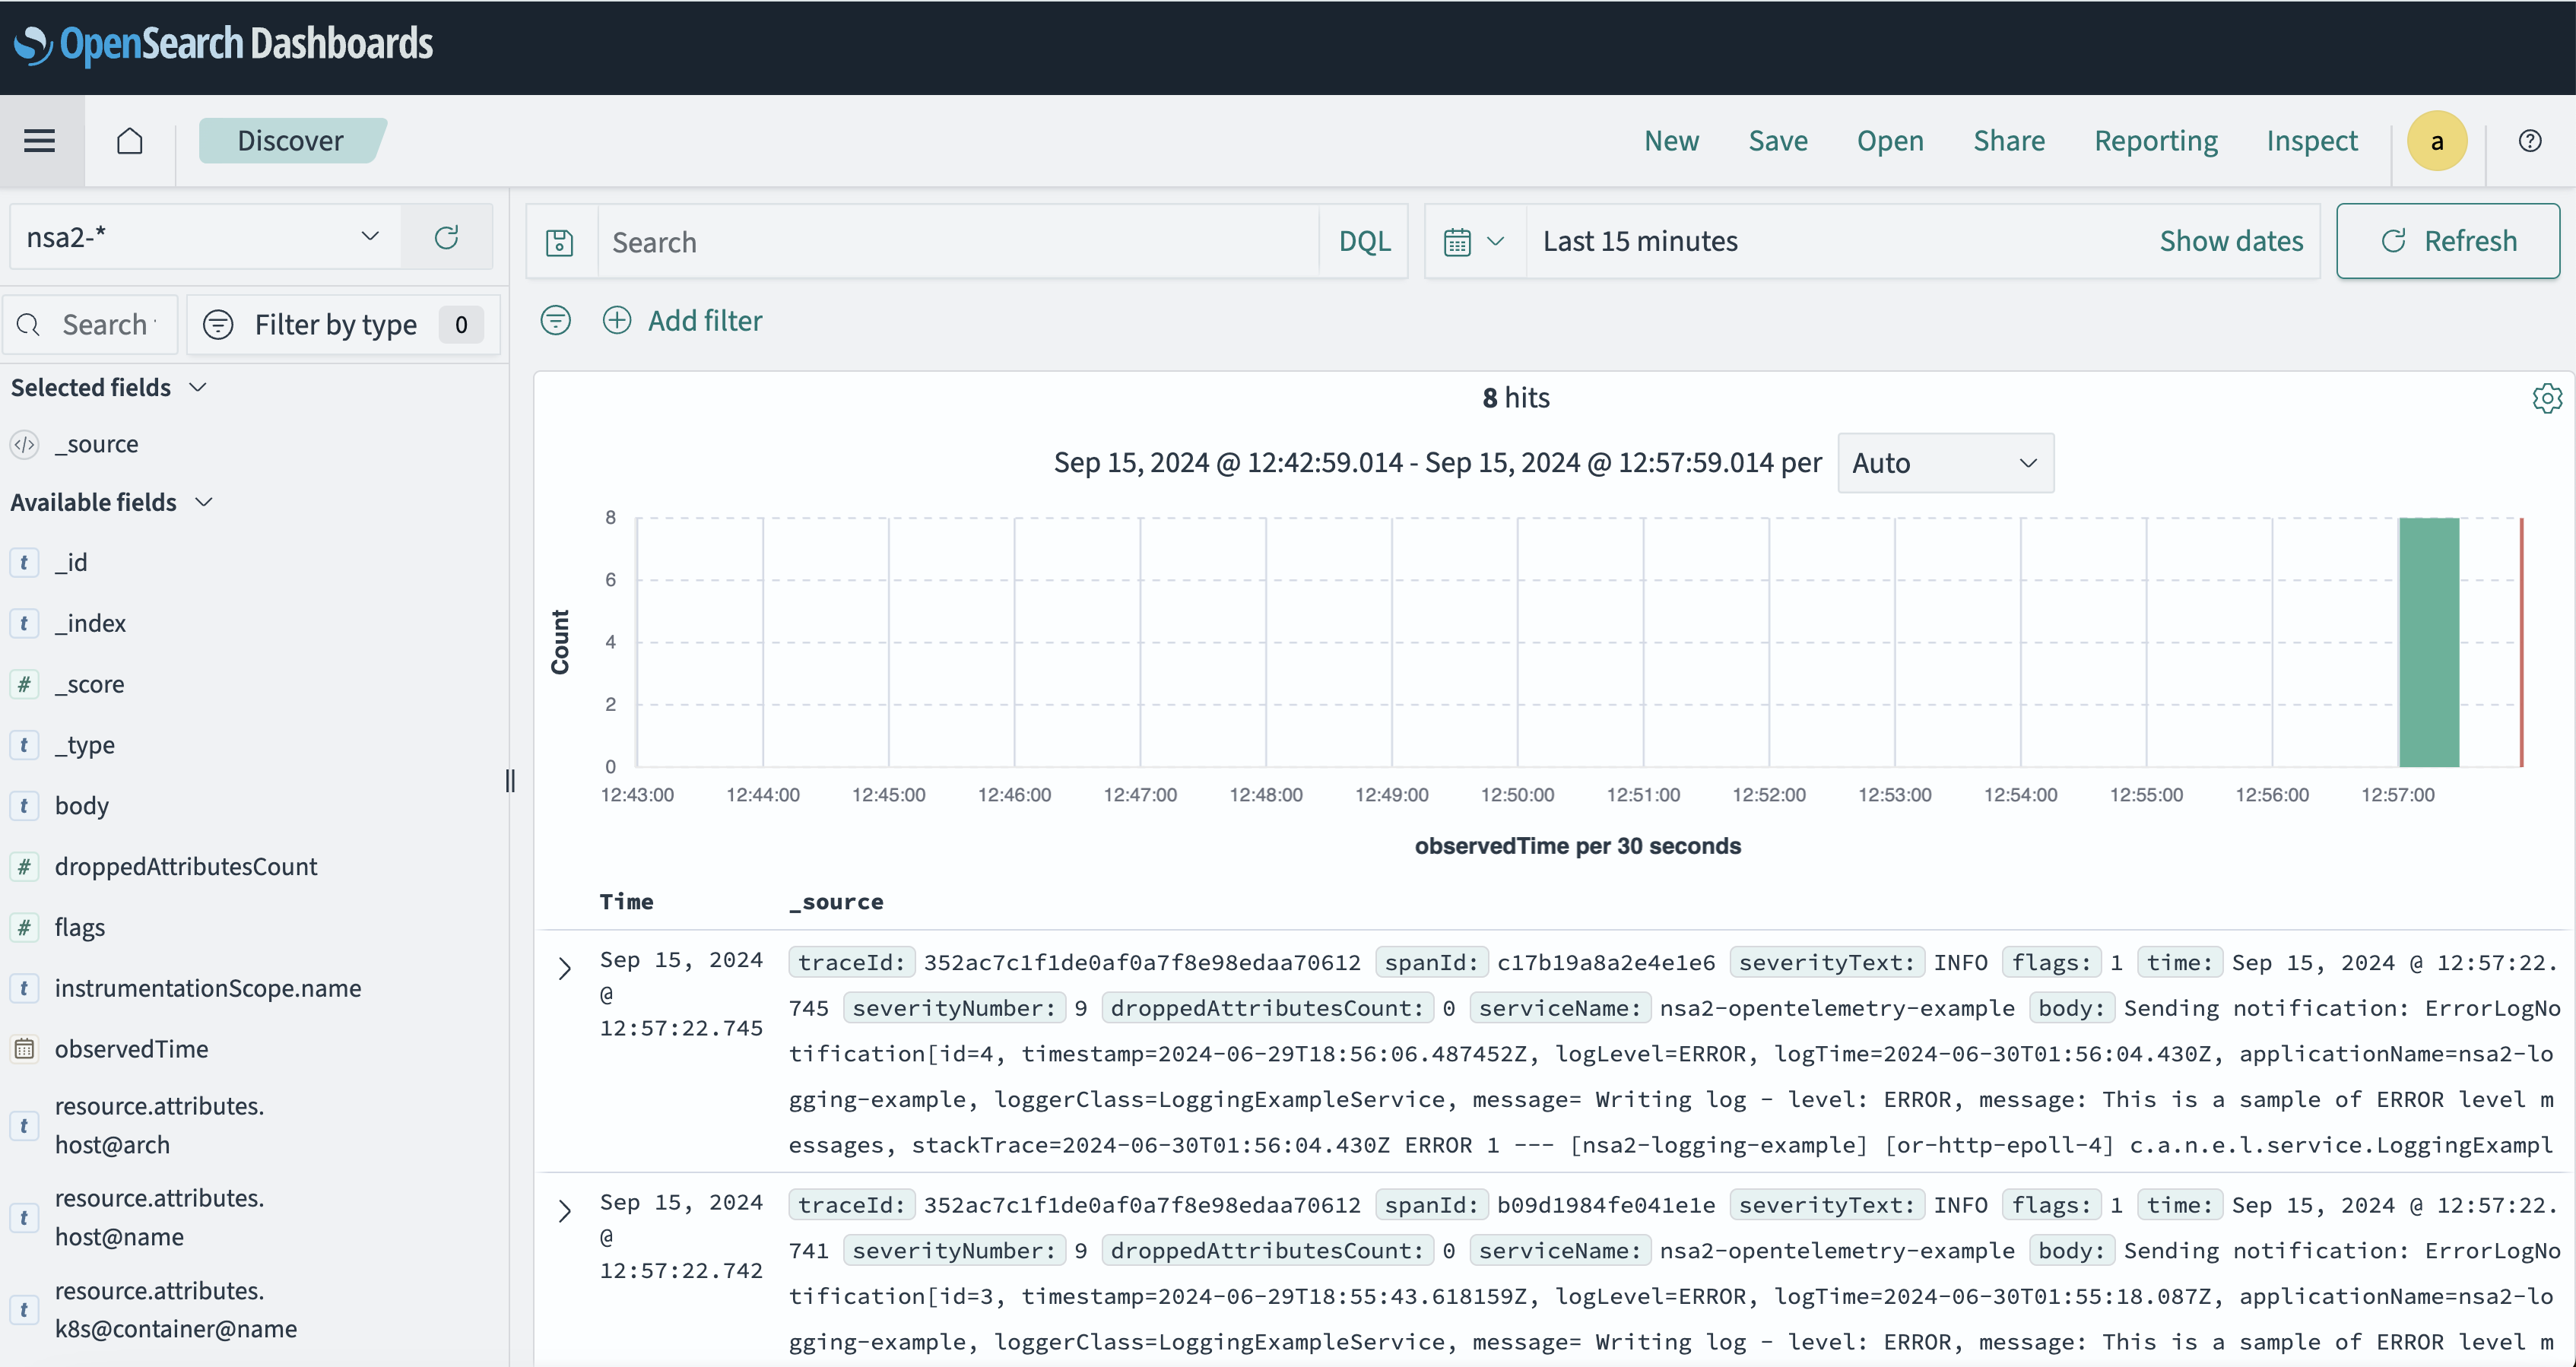 OpenSearch Dashboards
Discover
New Save Open Share Reporting Inspect a
nsa2-*
Search DQL
Last 15 minutes Show dates Refresh
Search Filter by type 0
Add filter
Selected fields
_source
Available fields
_id
_index
_score
_type
body
droppedAttributesCount
flags
instrumentationScope.name
observedTime
resource.attributes.
host@arch
resource.attributes.
host@name
resource.attributes.
k8s@container@name
8 hits
Sep 15, 2024 @ 12:42:59.014 - Sep 15, 2024 @ 12:57:59.014 per Auto
Count
8
6
4
2
0
12:43:00 12:44:00 12:45:00 12:46:00 12:47:00 12:48:00 12:49:00 12:50:00 12:51:00 12:52:00 12:53:00 12:54:00 12:55:00 12:56:00 12:57:00
observedTime per 30 seconds
Time _source
Sep 15, 2024
@
12:57:22.745
traceId: 352ac7c1f1de0af0a7f8e98edaa70612 spanId: c17b19a8a2e4e1e6 severityText: INFO flags: 1 time: Sep 15, 2024 @ 12:57:22.
745 severityNumber: 9 droppedAttributesCount: 0 serviceName: nsa2-opentelemetry-example body: Sending notification: ErrorLogNo
tification[id=4, timestamp=2024-06-29T18:56:06.487452Z, logLevel=ERROR, logTime=2024-06-30T01:56:04.430Z, applicationName=nsa2-lo
gging-example, loggerClass=LoggingExampleService, message= Writing log - level: ERROR, message: This is a sample of ERROR level m
essages, stackTrace=2024-06-30T01:56:04.430Z ERROR 1 --- [nsa2-logging-example] [or-http-epoll-4] c.a.n.e.l.service.LoggingExampl
Sep 15, 2024
@
12:57:22.742
traceId: 352ac7c1f1de0af0a7f8e98edaa70612 spanId: b09d1984fe041e1e severityText: INFO flags: 1 time: Sep 15, 2024 @ 12:57:22.
741 severityNumber: 9 droppedAttributesCount: 0 serviceName: nsa2-opentelemetry-example body: Sending notification: ErrorLogNo
tification[id=3, timestamp=2024-06-29T18:55:43.618159Z, logLevel=ERROR, logTime=2024-06-30T01:55:18.087Z, applicationName=nsa2-lo
gging-example, loggerClass=LoggingExampleService, message= Writing log - level: ERROR, message: This is a sample of ERROR level m